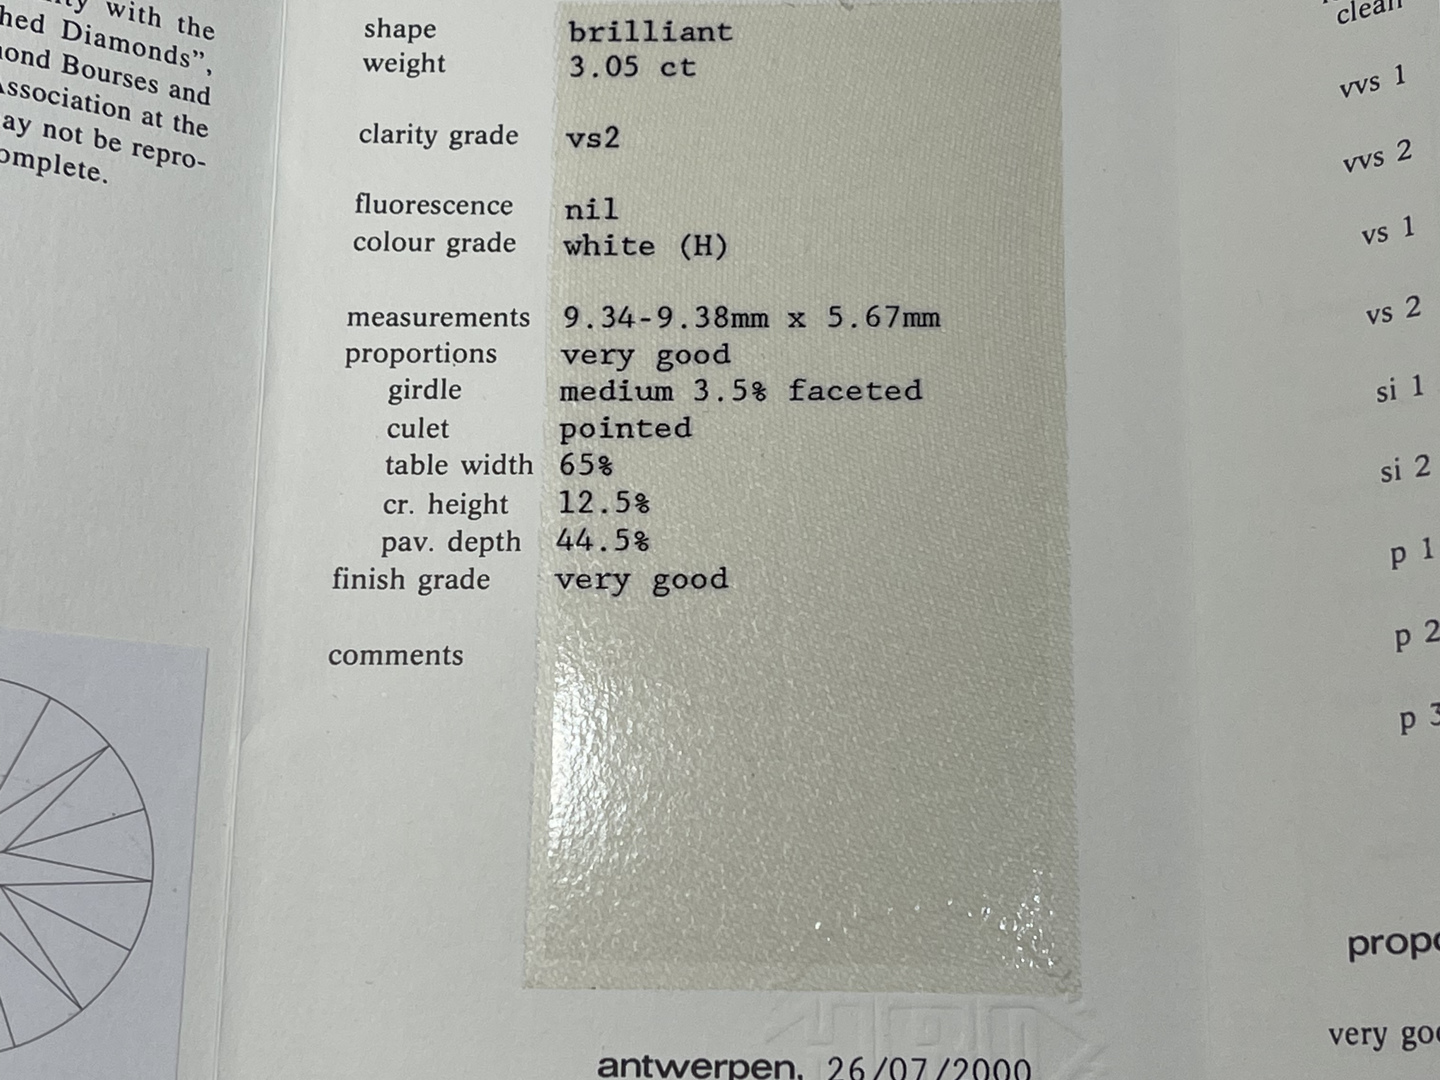 ty with the
hed Diamonds”,
ond Bourses and
Association at the
ay not be repro-
omplete.
shape brilliant
weight 3.05 ct
clarity grade vs2
fluorescence nil
colour grade white (H)
measurements 9.34-9.38mm x 5.67mm
proportions very good
girdle medium 3.5% faceted
culet pointed
table width 65%
cr. height 12.5%
pav. depth 44.5%
finish grade very good
comments
antwerpen, 26/07/2000
clean
vvs 1
vvs 2
vs 1
vs 2
si 1
si 2
p 1
p 2
p 3
propo
very goo